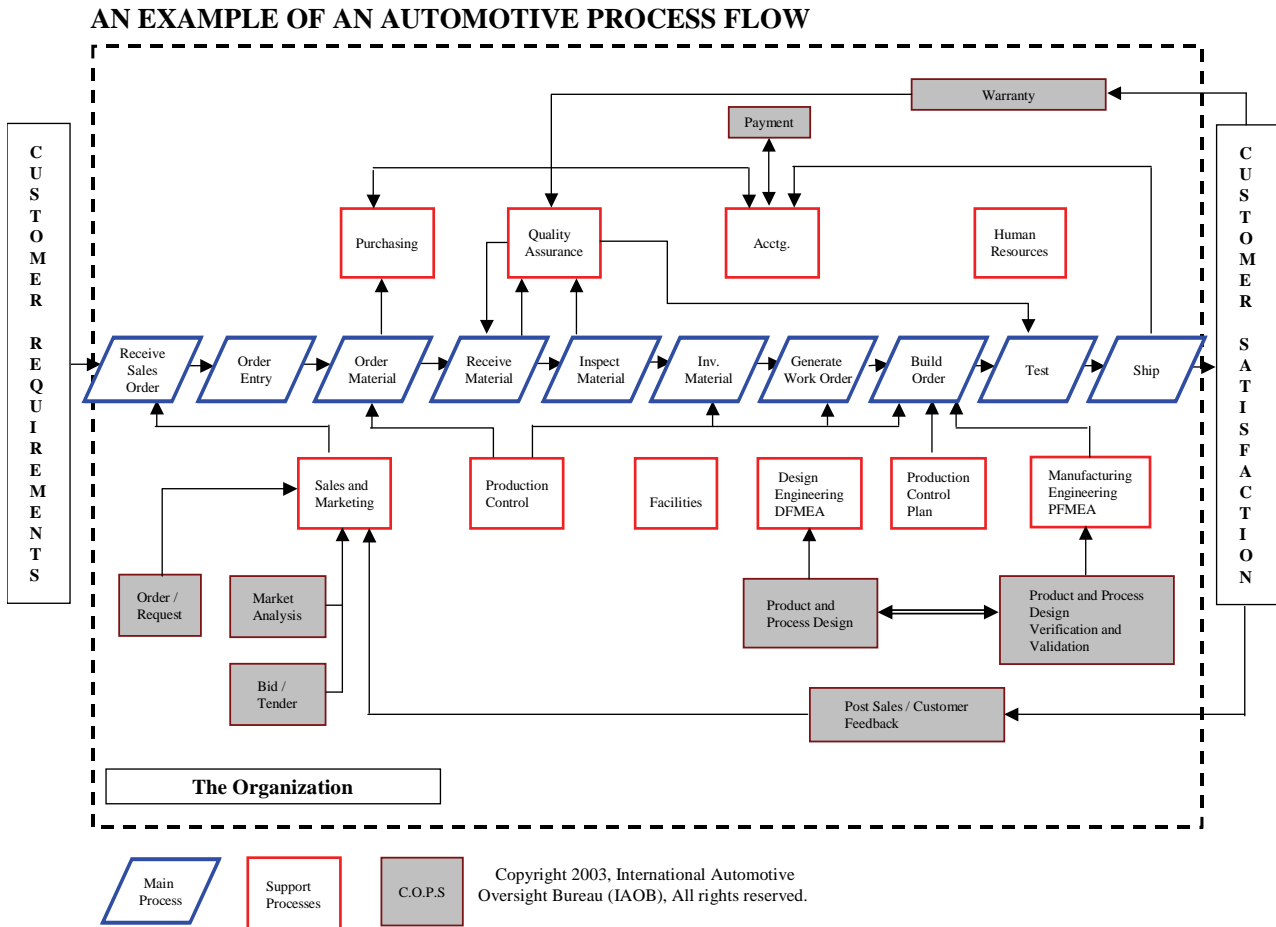 AN EXAMPLE OF AN AUTOMOTIVE PROCESS FLOW
CUSTOMER REQUIREMENTS
Warranty
Payment
CUSTOMER SATISFACTION
Purchasing
Quality
Assurance
Acctg.
Human
Resources
Receive
Sales
Order
Order
Entry
Order
Material
Receive
Material
Inspect
Material
Inv.
Material
Generate
Work Order
Build
Order
Test
Ship
Sales and
Marketing
Production
Control
Facilities
Design
Engineering
DFMEA
Production
Control
Plan
Manufacturing
Engineering
PFMEA
Order /
Request
Market
Analysis
Product and
Process Design
Product and Process
Design
Verification and
Validation
Bid /
Tender
Post Sales / Customer
Feedback
The Organization
Main
Process
Support
Processes
C.O.P.S
Copyright 2003, International Automotive
Oversight Bureau (IAOB), All rights reserved.